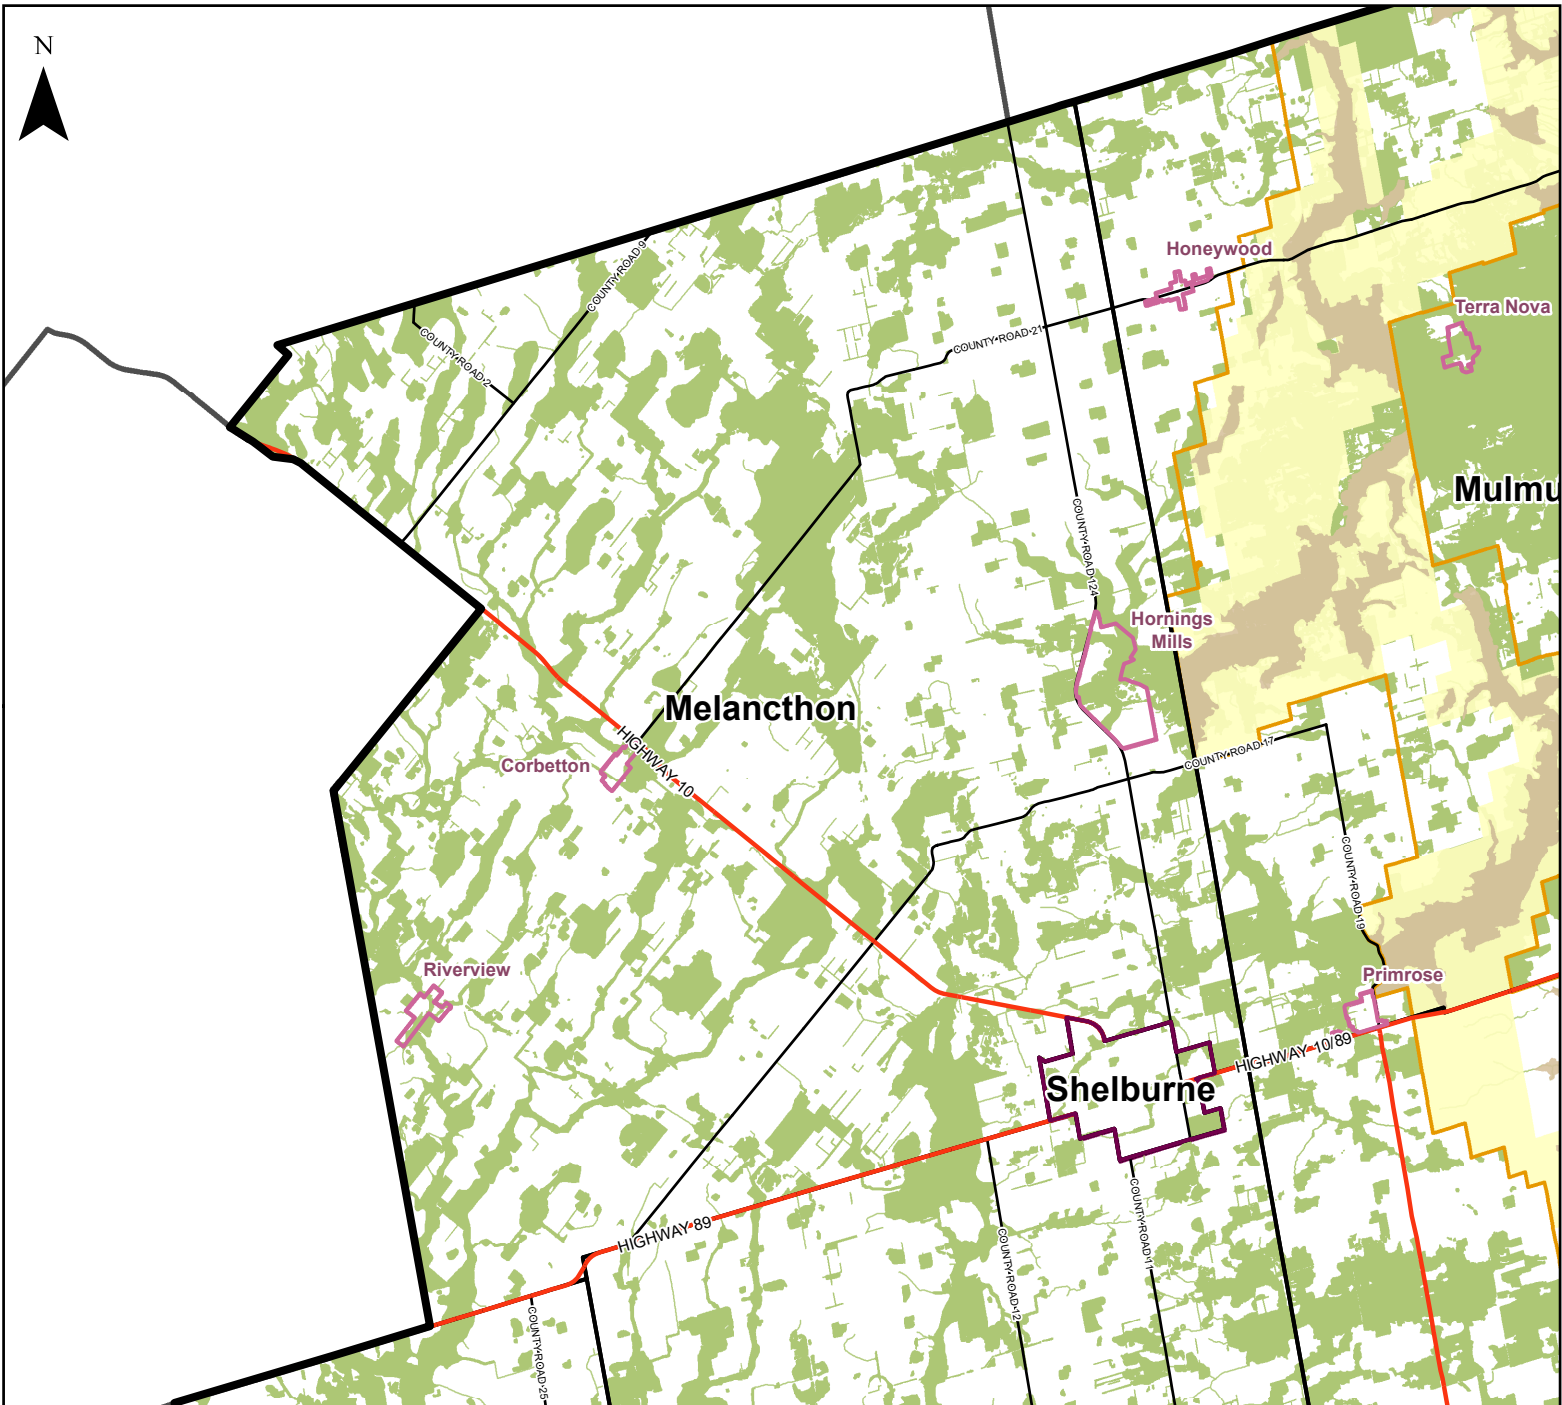 N
COUNTY ROAD 9
Honeywood
COUNTY ROAD 2
COUNTY ROAD 21
Terra Nova
Mulmu
COUNTY ROAD 124
Hornings
Mills
Melancthon
HIGHWAY 10
Corbetton
COUNTY ROAD 17
COUNTY ROAD 19
Riverview
Primrose
HIGHWAY 10/89
Shelburne
HIGHWAY 89
COUNTY ROAD 11
COUNTY ROAD 12
COUNTY ROAD 25